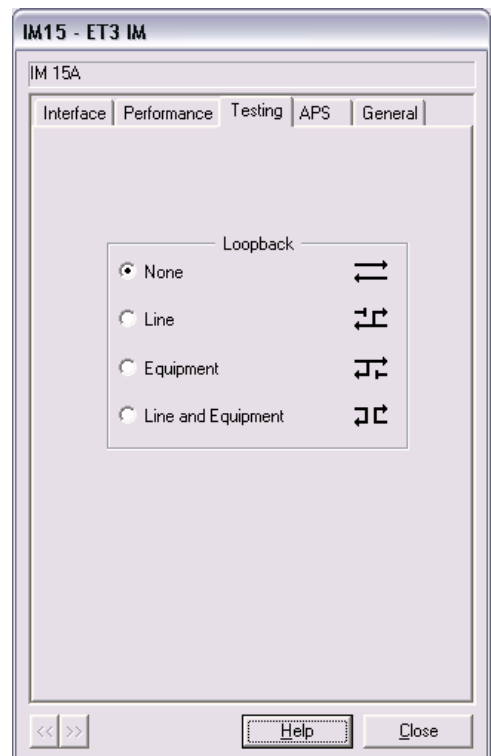 IM15 - ET3 IM
IM 15A
Interface Performance Testing APS General
Loopback
None
Line
Equipment
Line and Equipment
<< >> Help Close